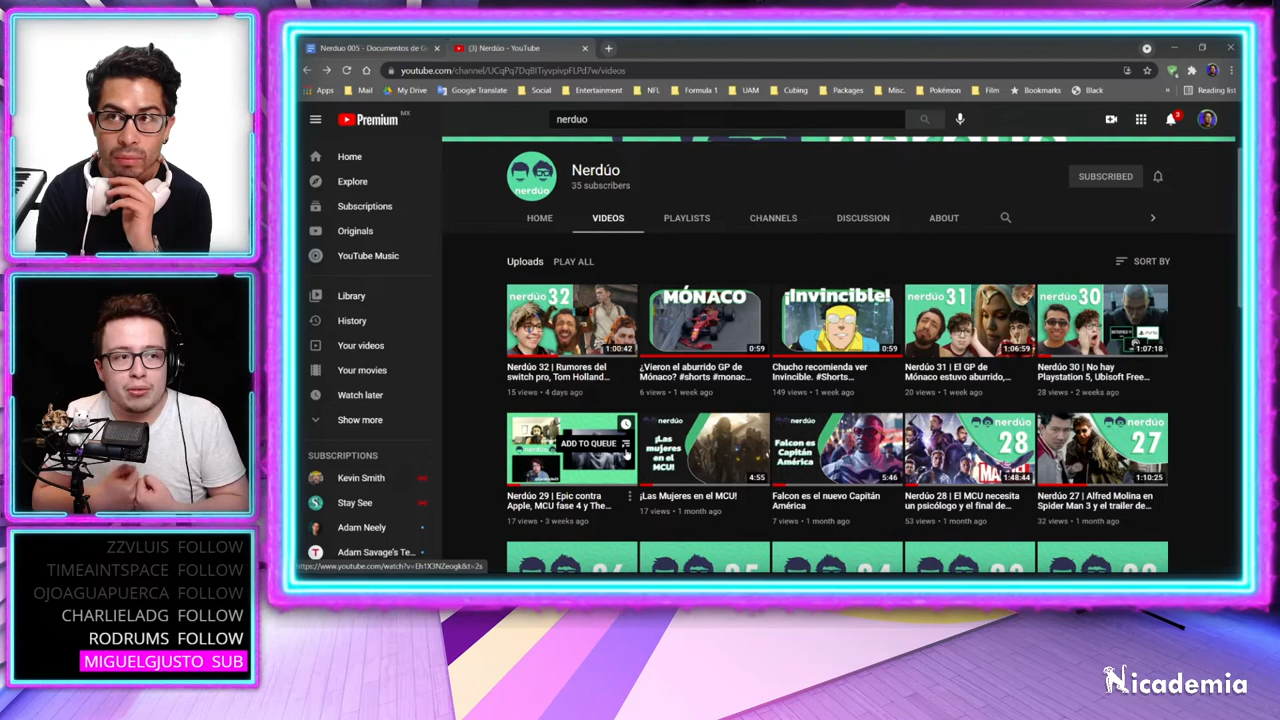 Nerduo 005 - Documentos de G
(3) Nerdúo - YouTube
youtube.com/channel/UCqPq7DqBITiyvpivpFLPd7w/videos
Apps
Mail
My Drive
Google Translate
Social
Entertainment
NFL
Formula 1
UAM
Cubing
Packages
Misc.
Pokémon
Film
Bookmarks
Black
»
Reading list
Premium MX
nerduo
3
Home
Explore
Subscriptions
Originals
YouTube Music
Library
History
Your videos
Your movies
Watch later
Show more
SUBSCRIPTIONS
Kevin Smith
Stay See
Adam Neely
Adam Savage's Te...
https://www.youtube.com/watch?v=Eh1X3NZeogk&t=2s
nerdúo
Nerdúo
35 subscribers
SUBSCRIBED
HOME
VIDEOS
PLAYLISTS
CHANNELS
DISCUSSION
ABOUT
Uploads
PLAY ALL
SORT BY
nerdúo 32
1:00:42
Nerdúo 32 | Rumores del
switch pro, Tom Holland...
15 views • 4 days ago
MÓNACO
0:59
¿Vieron el aburrido GP de
Mónaco? #shorts #monac...
6 views • 1 week ago
¡Invincible!
0:59
Chucho recomienda ver
Invincible. #Shorts...
149 views • 1 week ago
nerdúo 31
1:06:59
Nerdúo 31 | El GP de
Mónaco estuvo aburrido,...
20 views • 1 week ago
nerdúo 30
1:07:18
Nerdúo 30 | No hay
Playstation 5, Ubisoft Free...
28 views • 2 weeks ago
ADD TO QUEUE
Nerdúo 29 | Epic contra
Apple, MCU fase 4 y The...
17 views • 3 weeks ago
nerdúo
¡Las
mujeres
en el
MCU!
4:55
¡Las Mujeres en el MCU!
17 views • 1 month ago
nerdúo
Falcon es
Capitán
América
5:46
Falcon es el nuevo Capitán
América
7 views • 1 month ago
nerdúo
28
1:48:44
Nerdúo 28 | El MCU necesita
un psicólogo y el final de...
53 views • 1 month ago
nerdúo
27
1:10:25
Nerdúo 27 | Alfred Molina en
Spider Man 3 y el trailer de...
32 views • 1 month ago
ZZVLUIS FOLLOW
TIMEAINTSPACE FOLLOW
OJOAGUAPUERCA FOLLOW
CHARLIELADG FOLLOW
RODRUMS FOLLOW
MIGUELGJUSTO SUB
Nicademia